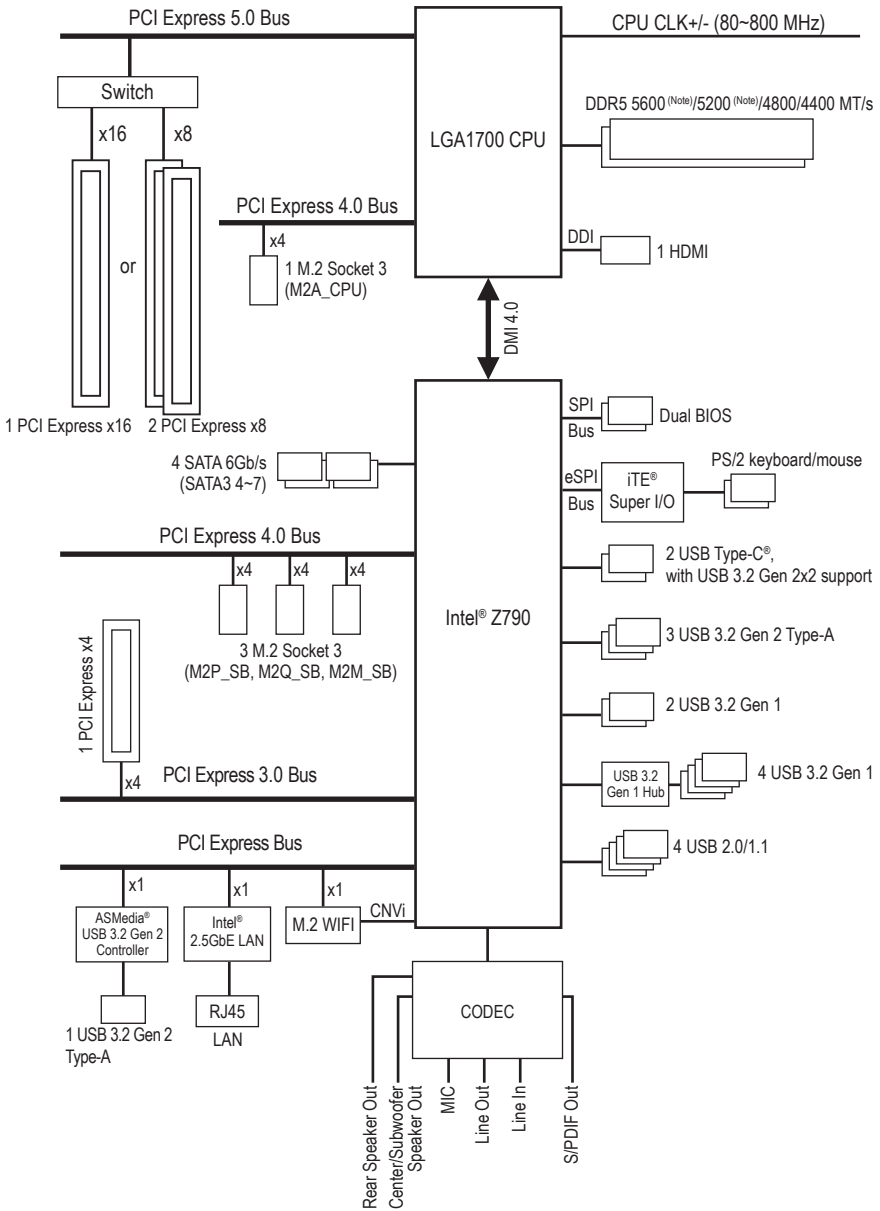 PCI Express 5.0 Bus
CPU CLK+/- (80~800 MHz)
Switch
x16
x8
LGA1700 CPU
DDR5 5600 (Note)/5200 (Note)/4800/4400 MT/s
PCI Express 4.0 Bus
x4
or
1 M.2 Socket 3
(M2A_CPU)
DDI
1 HDMI
DMI 4.0
1 PCI Express x16
2 PCI Express x8
SPI
Bus
Dual BIOS
4 SATA 6Gb/s
(SATA3 4~7)
eSPI
Bus
iTE®
Super I/O
PS/2 keyboard/mouse
PCI Express 4.0 Bus
x4
x4
x4
3 M.2 Socket 3
(M2P_SB, M2Q_SB, M2M_SB)
Intel® Z790
2 USB Type-C®,
with USB 3.2 Gen 2x2 support
3 USB 3.2 Gen 2 Type-A
1 PCI Express x4
x4
2 USB 3.2 Gen 1
PCI Express 3.0 Bus
USB 3.2
Gen 1 Hub
4 USB 3.2 Gen 1
PCI Express Bus
4 USB 2.0/1.1
x1
x1
x1
ASMedia®
USB 3.2 Gen 2
Controller
Intel®
2.5GbE LAN
M.2 WIFI
CNVi
1 USB 3.2 Gen 2
Type-A
RJ45
LAN
CODEC
Rear Speaker Out
Center/Subwoofer
Speaker Out
MIC
Line Out
Line In
S/PDIF Out